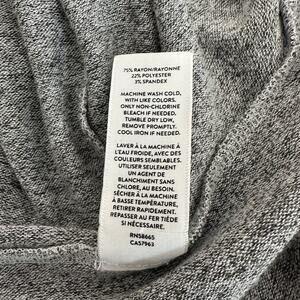 75% RAYON/RAYONNE
22% POLYESTER
3% SPANDEX
MACHINE WASH COLD,
WITH LIKE COLORS.
ONLY NON-CHLORINE
BLEACH IF NEEDED.
TUMBLE DRY LOW,
REMOVE PROMPTLY.
COOL IRON IF NEEDED.
LAVER À LA MACHINE À
L'EAU FROIDE, AVEC DES
COULEURS SEMBLABLES.
UTILISER SEULEMENT
UN AGENT DE
BLANCHIMENT SANS
CHLORE, AU BESOIN.
SÉCHER À LA MACHINE
À BASSE TEMPÉRATURE,
RETIRER RAPIDEMENT.
REPASSER AU FER TIÈDE
SI NÉCESSAIRE.
RN58665
CA57963